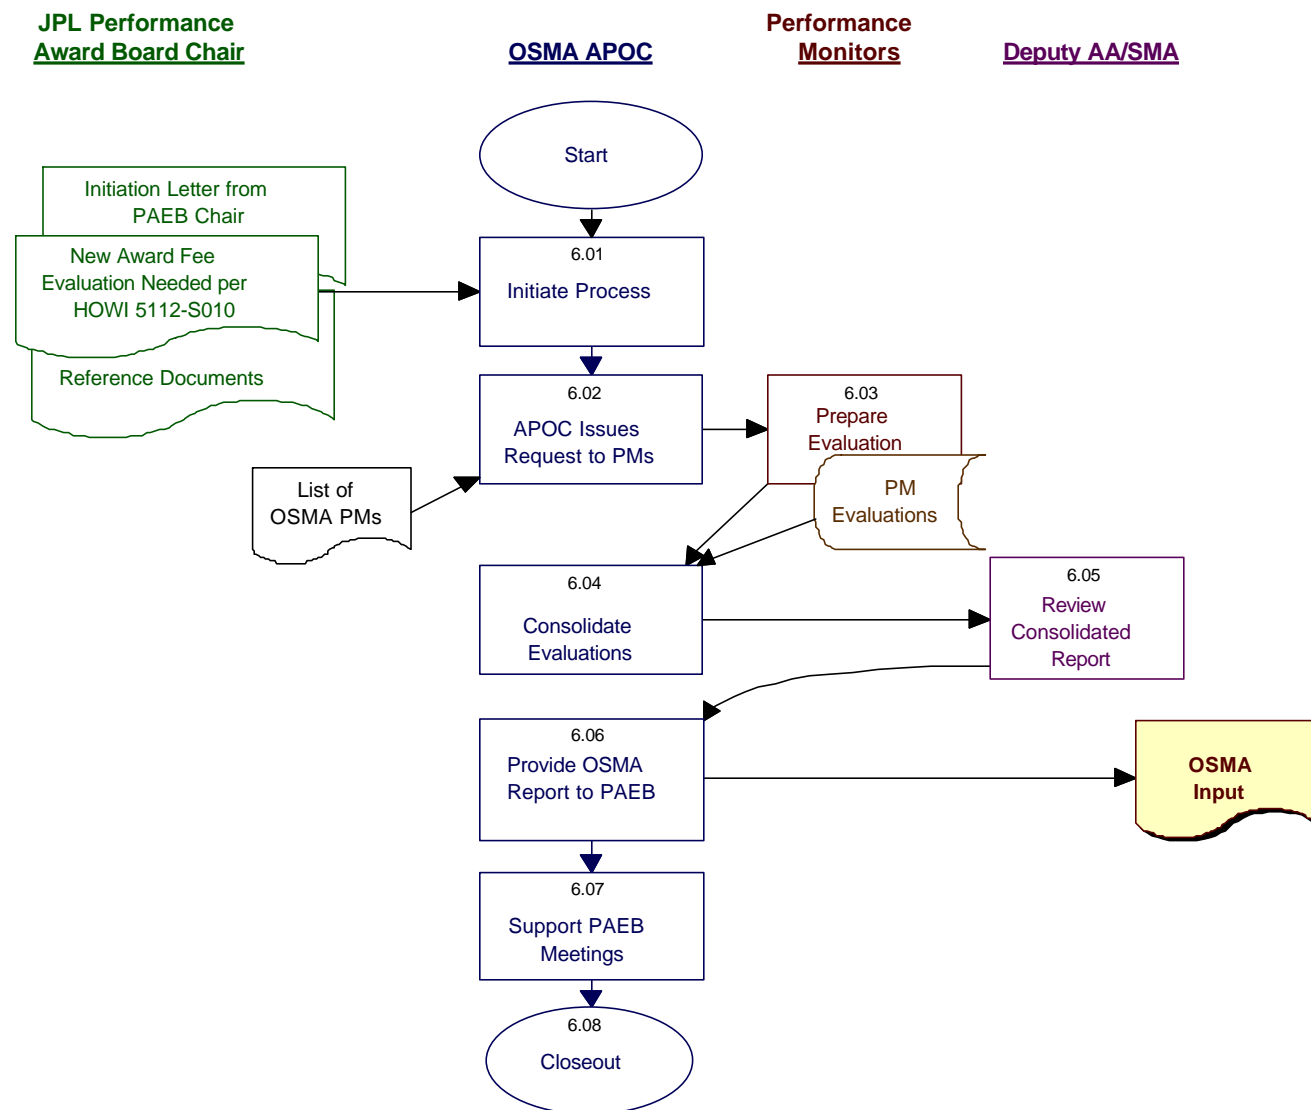 JPL Performance
Award Board Chair
OSMA APOC
Performance
Monitors
Deputy AA/SMA
Start
Initiation Letter from
PAEB Chair
New Award Fee
Evaluation Needed per
HOWI 5112-S010
Reference Documents
6.01
Initiate Process
6.02
APOC Issues
Request to PMs
6.03
Prepare
Evaluation
List of
OSMA PMs
PM
Evaluations
6.04
Consolidate
Evaluations
6.05
Review
Consolidated
Report
6.06
Provide OSMA
Report to PAEB
OSMA
Input
6.07
Support PAEB
Meetings
6.08
Closeout